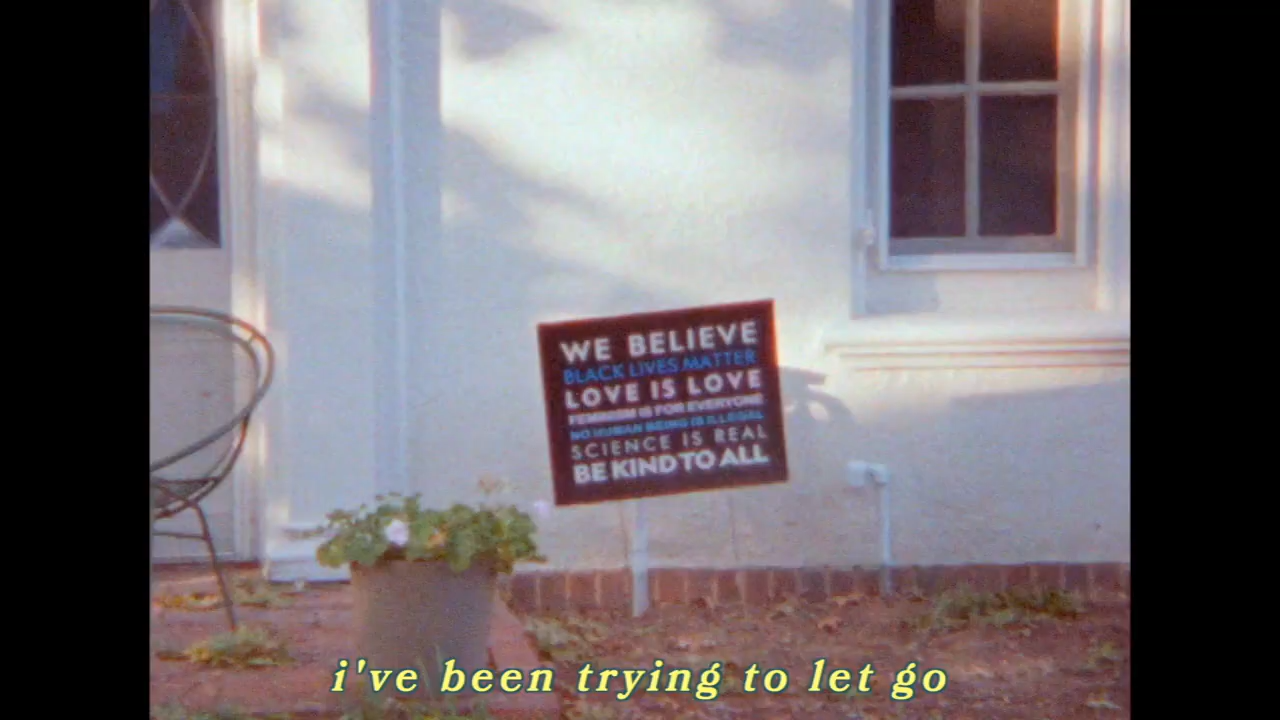 WE BELIEVE
BLACK LIVES MATTER
LOVE IS LOVE
FEMINISM IS FOR EVERYONE
NO HUMAN BEING IS ILLEGAL
SCIENCE IS REAL
BE KIND TO ALL
i've been trying to let go